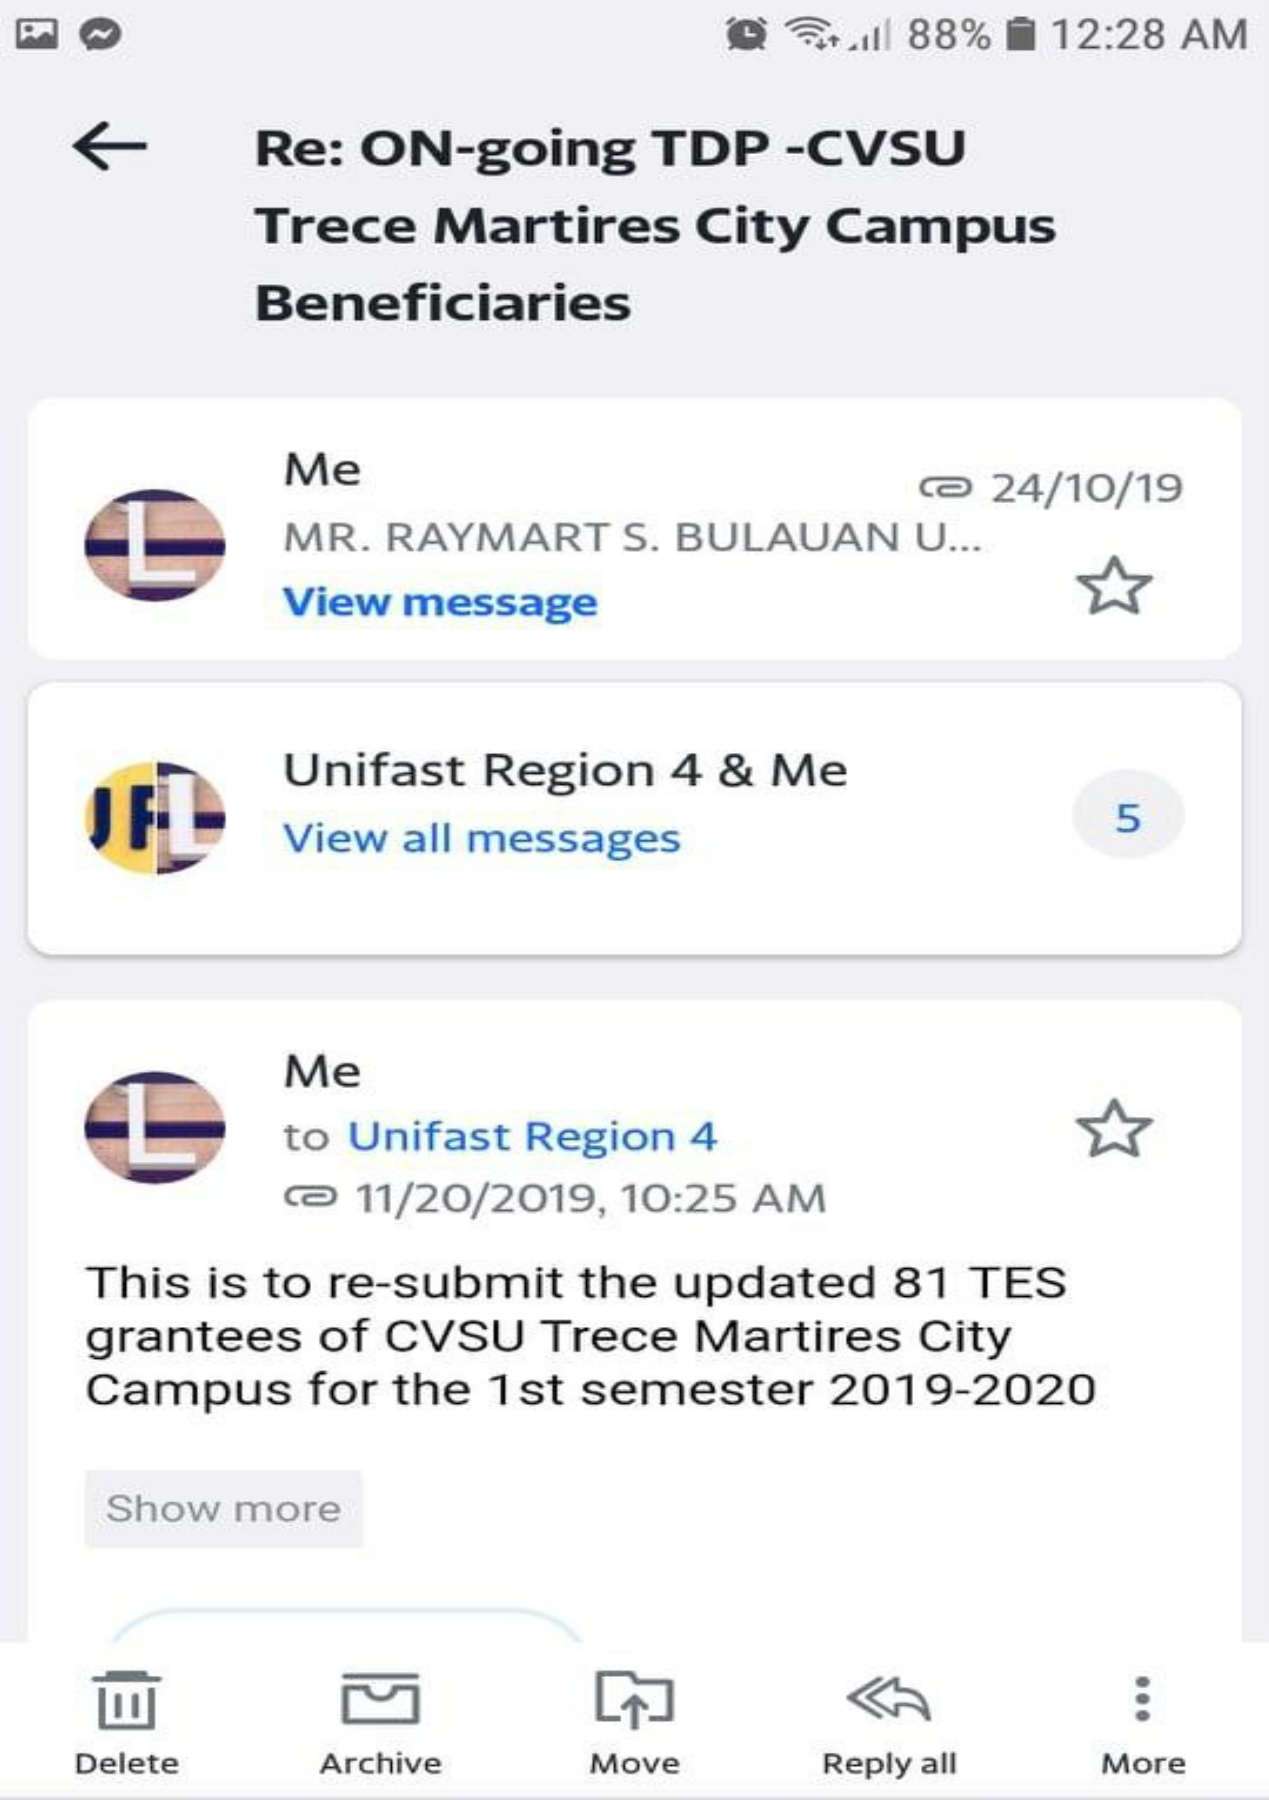 88% 12:28 AM
Re: ON-going TDP -CVSU
Trece Martires City Campus
Beneficiaries
Me
24/10/19
MR. RAYMART S. BULAUAN U...
View message
Unifast Region 4 & Me
5
View all messages
Me
to Unifast Region 4
11/20/2019, 10:25 AM
This is to re-submit the updated 81 TES
grantees of CVSU Trece Martires City
Campus for the 1st semester 2019-2020
Show more
Delete Archive Move Reply all More